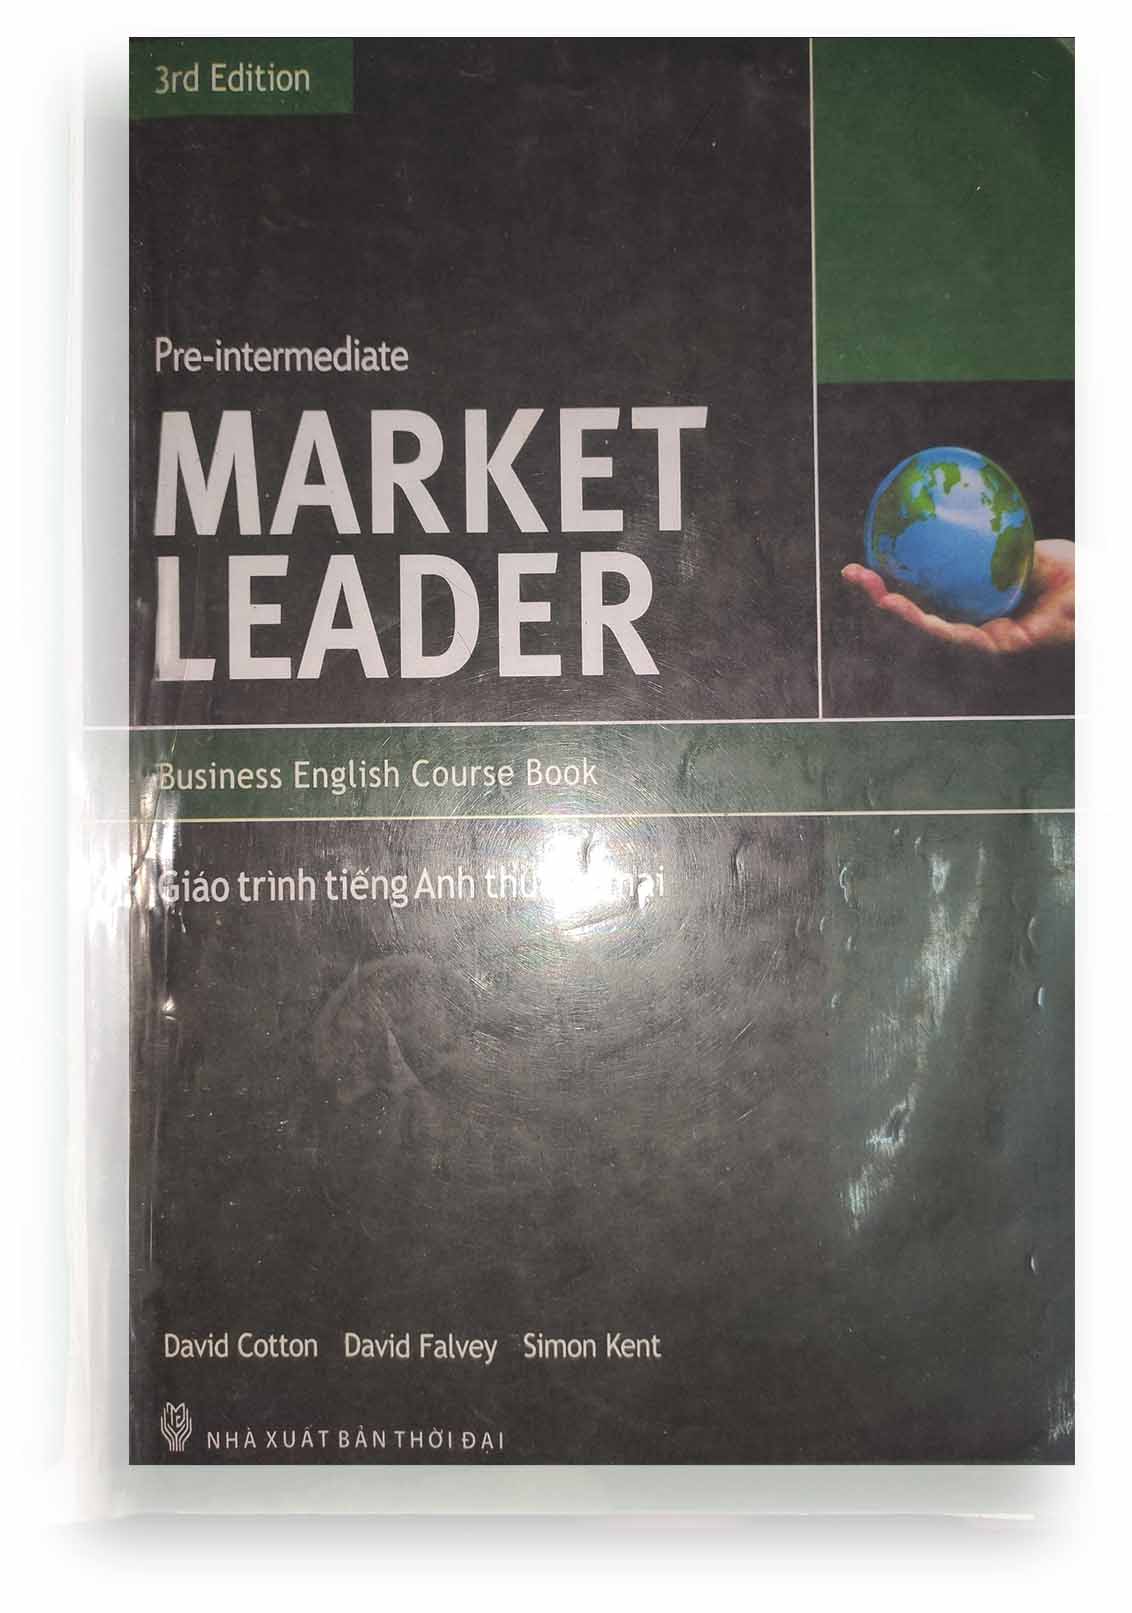 3rd Edition
Pre-intermediate
MARKET
LEADER
Business English Course Book
Giáo trình tiếng Anh
David Cotton David Falvey Simon Kent
NHÀ XUẤT BẢN THỜI ĐẠI